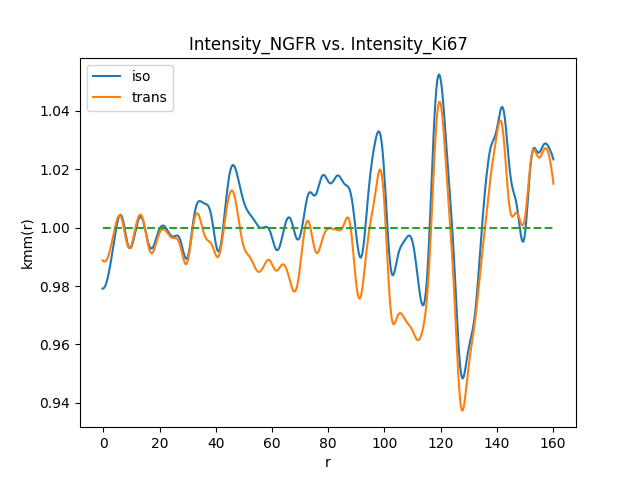 Intensity_NGFR vs. Intensity_Ki67
iso
trans
kmm(r)
1.04
1.02
1.00
0.98
0.96
0.94
0 20 40 60 80 100 120 140 160
r